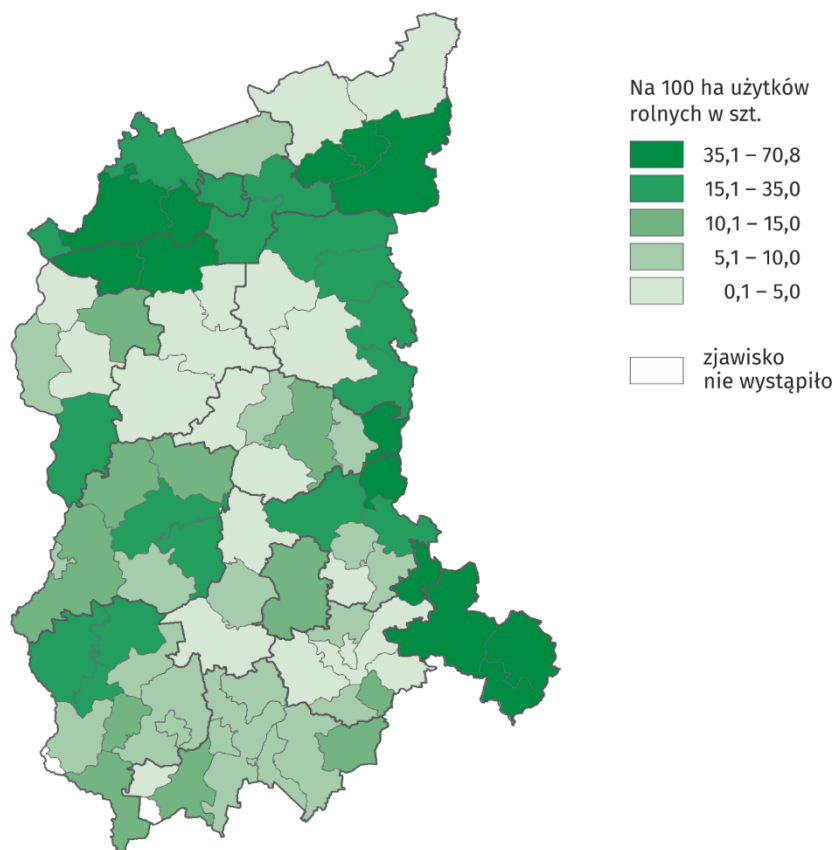 Na 100 ha użytków
rolnych w szt.
35,1 – 70,8
15,1 – 35,0
10,1 – 15,0
5,1 – 10,0
0,1 – 5,0
zjawisko
nie wystąpiło